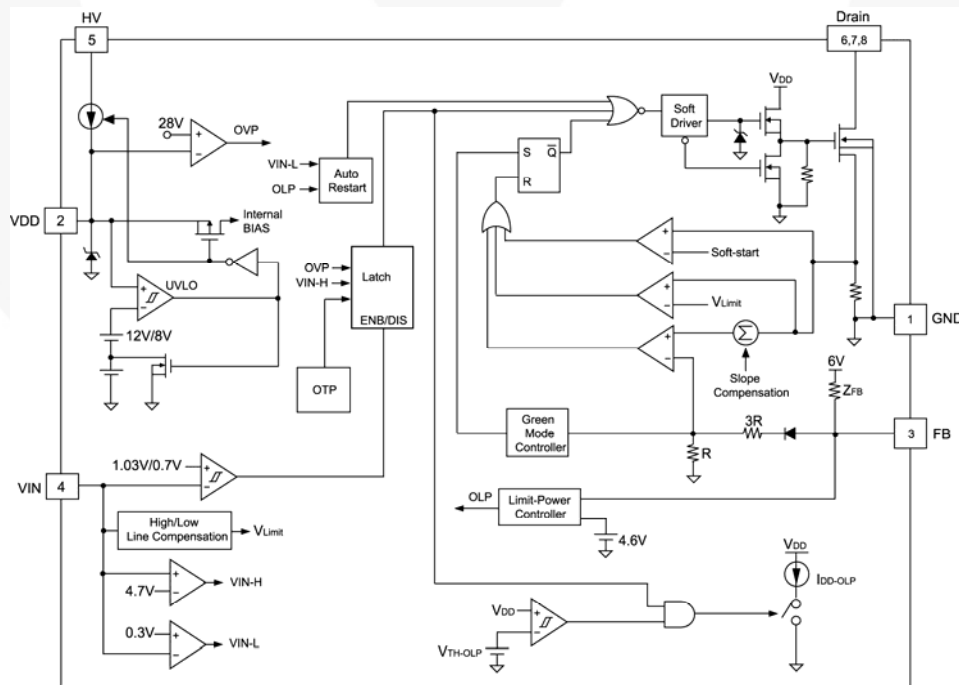 HV
5
Drain
6,7,8
VDD
28V
OVP
Soft
Driver
VIN-L
OLP
Auto
Restart
S
Q
R
VDD
2
Internal
BIAS
Soft-start
UVLO
OVP
VIN-H
Latch
ENB/DIS
VLimit
12V/8V
1
GND
Σ
Slope
Compensation
6V
ZFB
OTP
Green
Mode
Controller
3R
R
3
FB
1.03V/0.7V
VIN
4
OLP
Limit-Power
Controller
4.6V
High/Low
Line Compensation
VLimit
VDD
IDD-OLP
4.7V
VIN-H
VDD
0.3V
VIN-L
VTH-OLP